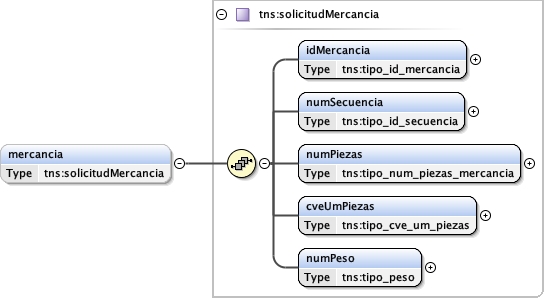 tns:solicitudMercancia
idMercancia
Type tns:tipo_id_mercancia
numSecuencia
Type tns:tipo_id_secuencia
mercancia
Type tns:solicitudMercancia
numPiezas
Type tns:tipo_num_piezas_mercancia
cveUmPiezas
Type tns:tipo_cve_um_piezas
numPeso
Type tns:tipo_peso